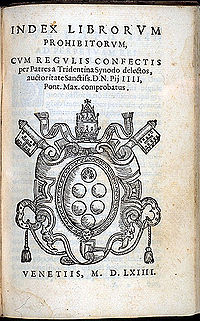 INDEX LIBRORVM
PROHIBITORVM,
CVM REGVLIS CONFECTIS
per Patres a Tridentina Synodo delectos,
auctoritate Sanctiss. D.N. Pij IIII,
Pont. Max. comprobatus.
VENETIIS, M. D. LXIIII.